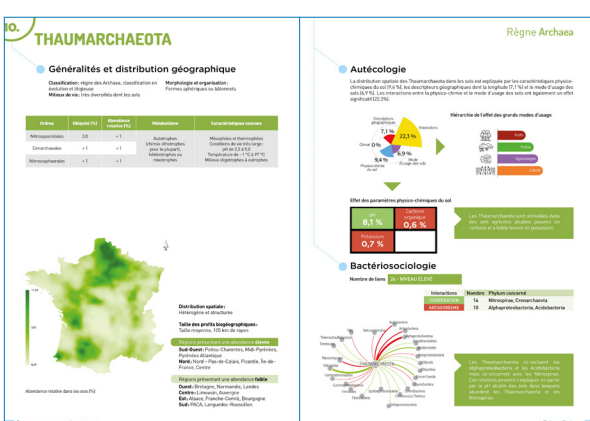 10.
THAUMARCHAEOTA
Généralités et distribution géographique
Classification: règne des Archaea, classification en
évolution et litigieuse
Milieux de vie: très diversifiés dont les sols
Morphologie et organisation:
Formes sphériques ou bâtonnets
Ordres Ubiquité (%) Abondance relative (%) Métabolisme Caractéristiques connues
Nitrosopumilales 3,8 < 1
Cenarchaeales < 1 < 1
Nitrososphaerales < 1 < 1
Autotrophes
(chimio-lithotrophes
pour la plupart),
hétérotrophes ou
mixotrophes
Mésophiles et thermophiles
Conditions de vie très large:
pH de 2,5 à 9,0
Température de - 1 °C à 97 °C
Milieux oligotrophes à eutrophes
Abondance relative dans les sols (%)
Distribution spatiale:
Hétérogène et structurée
Taille des profils biogéographiques:
Taille moyenne, 103 km de rayon
Régions présentant une abondance élevée
Sud-Ouest: Poitou-Charentes, Midi-Pyrénées,
Pyrénées Atlantique
Nord: Nord – Pas-de-Calais, Picardie, Île-de-
France, Centre
Régions présentant une abondance faible
Ouest: Bretagne, Normandie, Landes
Centre: Limousin, Auvergne
Est: Alsace, Franche-Comté, Bourgogne
Sud: PACA, Languedoc-Roussillon
Règne Archaea
Autécologie
La distribution spatiale des Thaumarchaeota dans les sols est expliquée par les caractéristiques physico-
chimiques du sol (9,4 %), les descripteurs géographiques dont la longitude (7,1 %) et le mode d'usage des
sols (6,9 %). Les interactions entre la physico-chimie et le mode d'usage des sols ont également un effet
significatif (22,3%).
Descripteurs
géographiques
7,1 %
Interactions
22,3 %
Climat 0%
9,4 %
Physico-chimie
du sol
6,9 %
Mode
d'usage des sols
Hiérarchie de l'effet des grands modes d'usage
Effet des paramètres physico-chimiques du sol
pH
8,1 %
Carbone
organique
0,6 %
Potassium
0,7 %
Les Thaumarchaeota sont stimulées dans
des sols agricoles alcalins pauvres en
carbone et à faible teneur en potassium.
Bactériosociologie
Nombre de liens 24 - NIVEAU ÉLEVÉ
Interactions Nombre Phylum concerné
COOPÉRATION 14 Nitrospirae, Crenarchaeota
ANTAGONISME 10 Alphaproteobacteria, Acidobacteria
THAUMARCHAEOTA
Les Thaumarchaeota co-excluent les
Alphaproteobacteria et les Acidobacteria
mais co-occurrent avec les Nitrospirae.
Ces relations peuvent s'expliquer en partie
par le pH alcalin des sols dans lesquels
abondent les Thaumarchaeota et les
Nitrospirae.